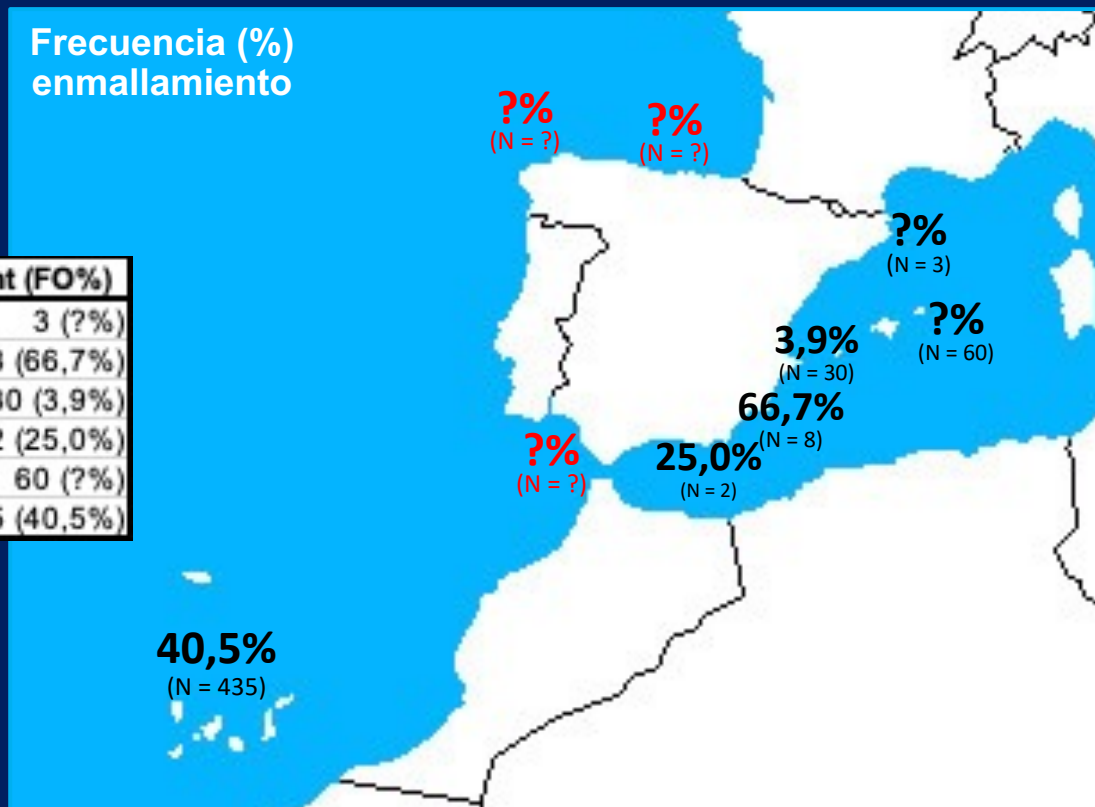 Frecuencia (%)
enmallamiento
?%
(N = ?)
?%
(N = ?)
?%
(N = 3)
?%
(N = 60)
3,9%
(N = 30)
66,7%
(N = 8)
?%
(N = ?)
25,0%
(N = 2)
40,5%
(N = 435)
(FO%)
3 (?%)
(66,7%)
(3,9%)
(25,0%)
60 (?%)
(40,5%)